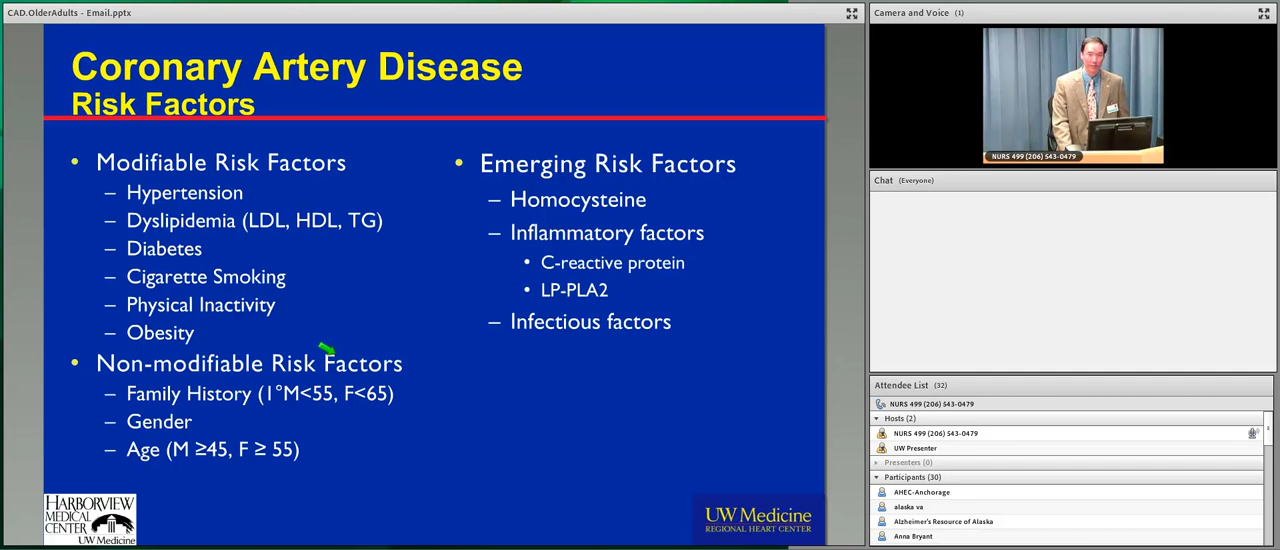 CAD.OlderAdults - Email.pptx
Coronary Artery Disease
Risk Factors
• Modifiable Risk Factors
– Hypertension
– Dyslipidemia (LDL, HDL, TG)
– Diabetes
– Cigarette Smoking
– Physical Inactivity
– Obesity
• Non-modifiable Risk Factors
– Family History (1°M<55, F<65)
– Gender
– Age (M ≥45, F ≥ 55)
• Emerging Risk Factors
– Homocysteine
– Inflammatory factors
• C-reactive protein
• LP-PLA2
– Infectious factors
HARBORVIEW
MEDICAL
CENTER
UW Medicine
UW Medicine
REGIONAL HEART CENTER
Camera and Voice (1)
NURS 499 (206) 543-0479
Chat (Everyone)
Attendee List (32)
NURS 499 (206) 543-0479
Hosts (2)
NURS 499 (206) 543-0479
UW Presenter
Presenters (0)
Participants (30)
AHEC-Anchorage
alaska va
Alzheimer's Resource of Alaska
Anna Bryant